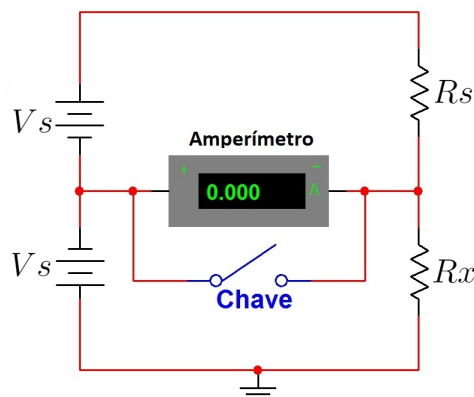 Vs
Rs
Amperímetro
+ −
0.000 A
Vs
Chave
Rx